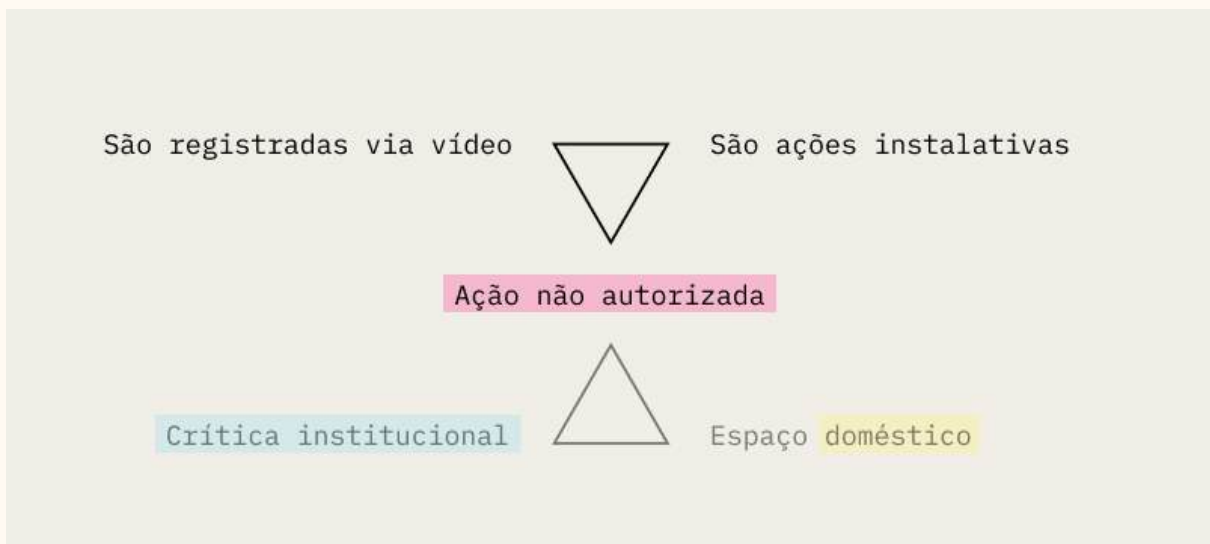 São registradas via vídeo
São ações instalativas
Ação não autorizada
Crítica institucional
Espaço doméstico